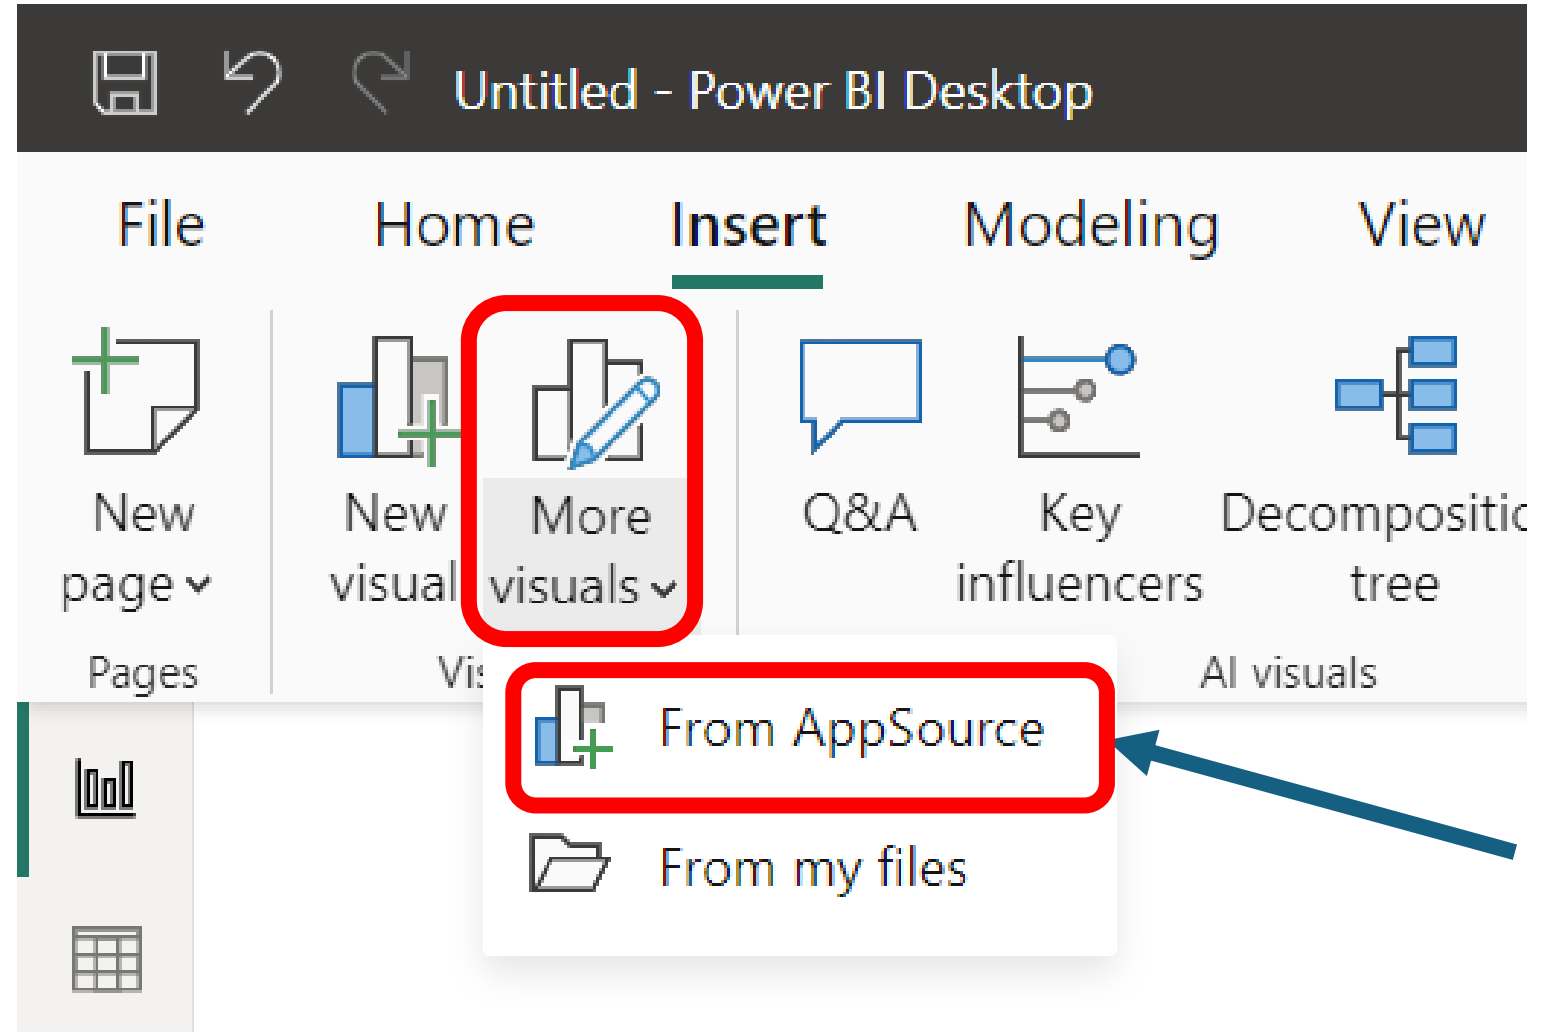 Untitled - Power BI Desktop
File Home Insert Modeling View
New page
New visual
More visuals
Q&A
Key influencers
tree
Pages
AI visuals
From AppSource
From my files